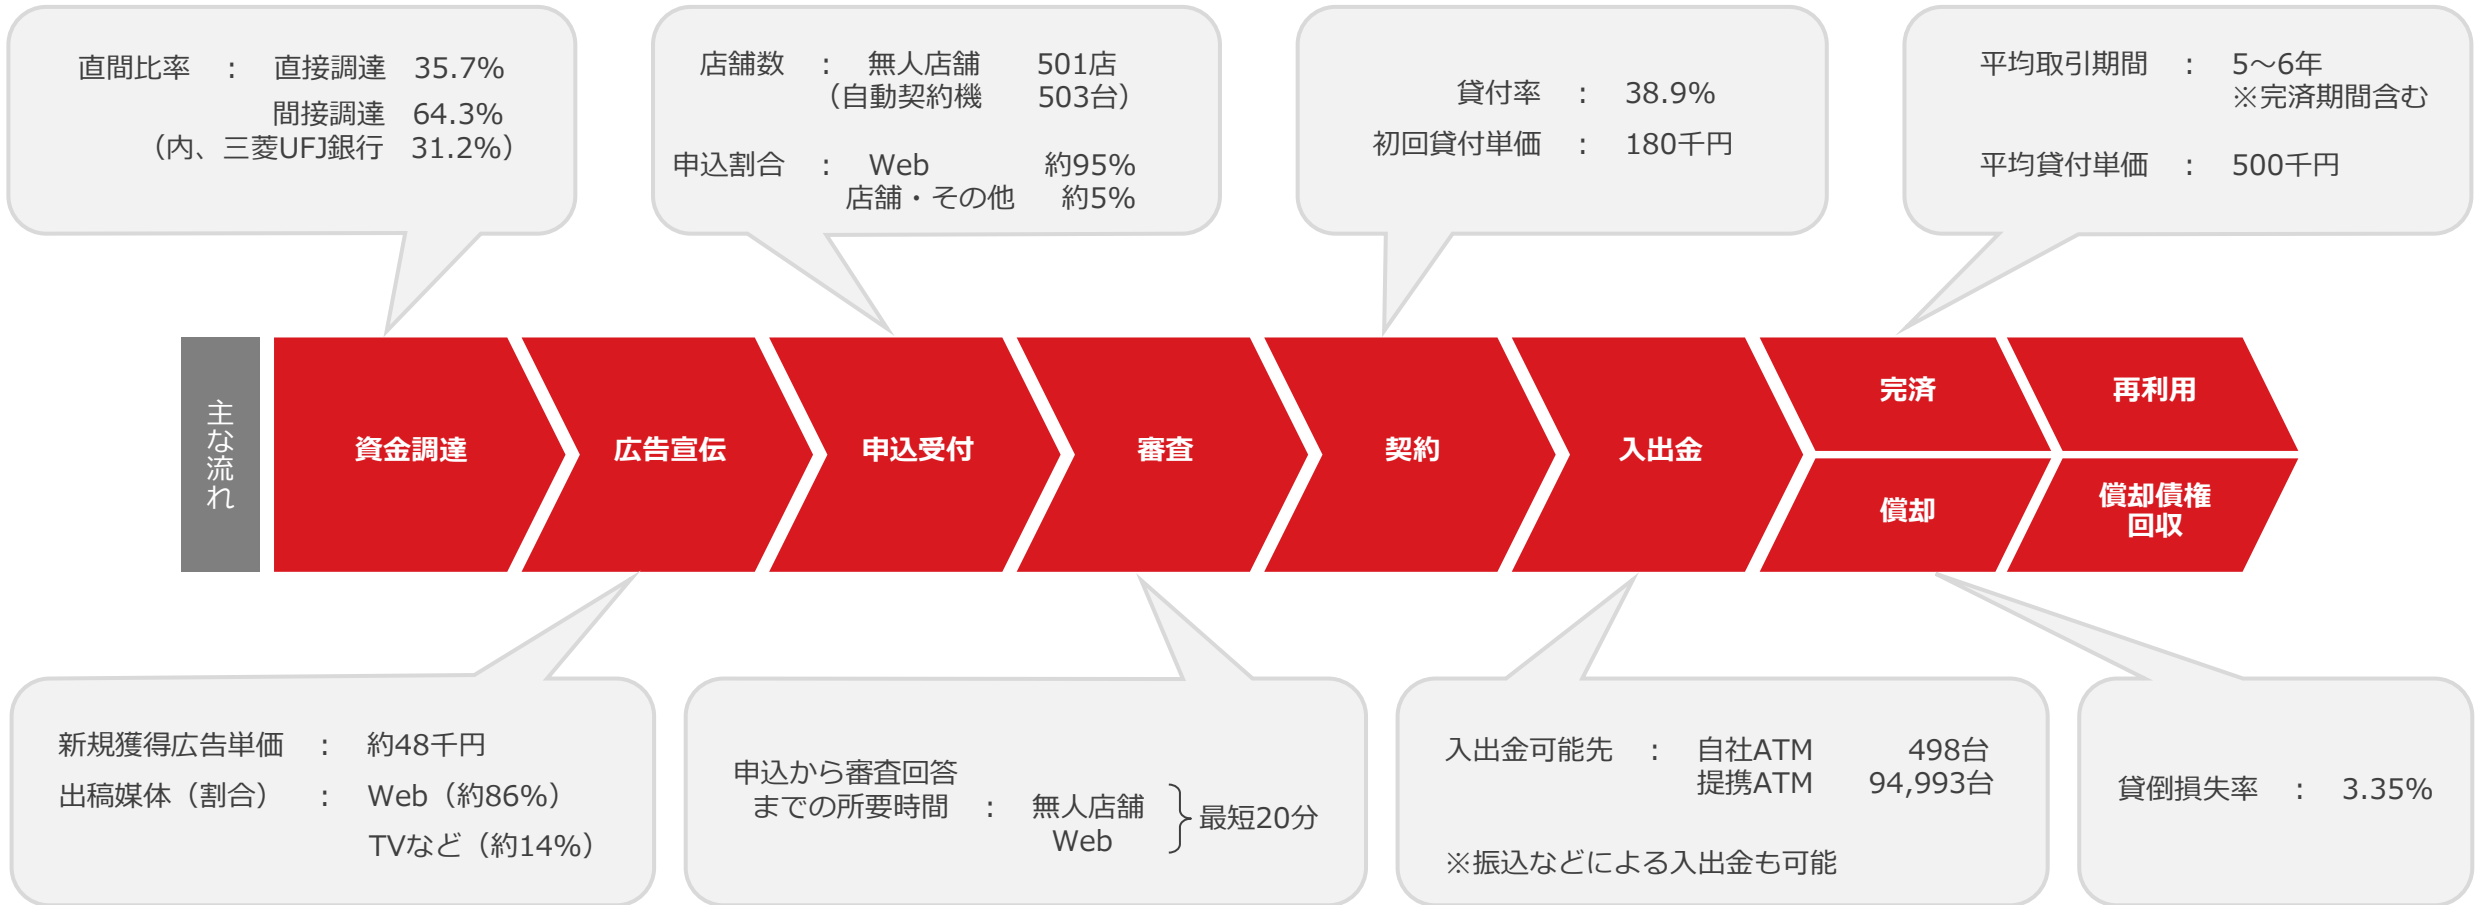 直間比率 : 直接調達 35.7%
間接調達 64.3%
(内、三菱UFJ銀行 31.2%)
店舗数 : 無人店舗 501店
(自動契約機 503台)
申込割合 : Web 約95%
店舗・その他 約5%
貸付率 : 38.9%
初回貸付単価 : 180千円
平均取引期間 : 5~6年
※完済期間含む
平均貸付単価 : 500千円
主な流れ
資金調達
広告宣伝
申込受付
審査
契約
入出金
完済
再利用
償却
償却債権
回収
新規獲得広告単価 : 約48千円
出稿媒体(割合) : Web(約86%)
TVなど(約14%)
申込から審査回答
までの所要時間 : 無人店舗
Web
最短20分
入出金可能先 : 自社ATM 498台
提携ATM 94,993台
※振込などによる入出金も可能
貸倒損失率 : 3.35%